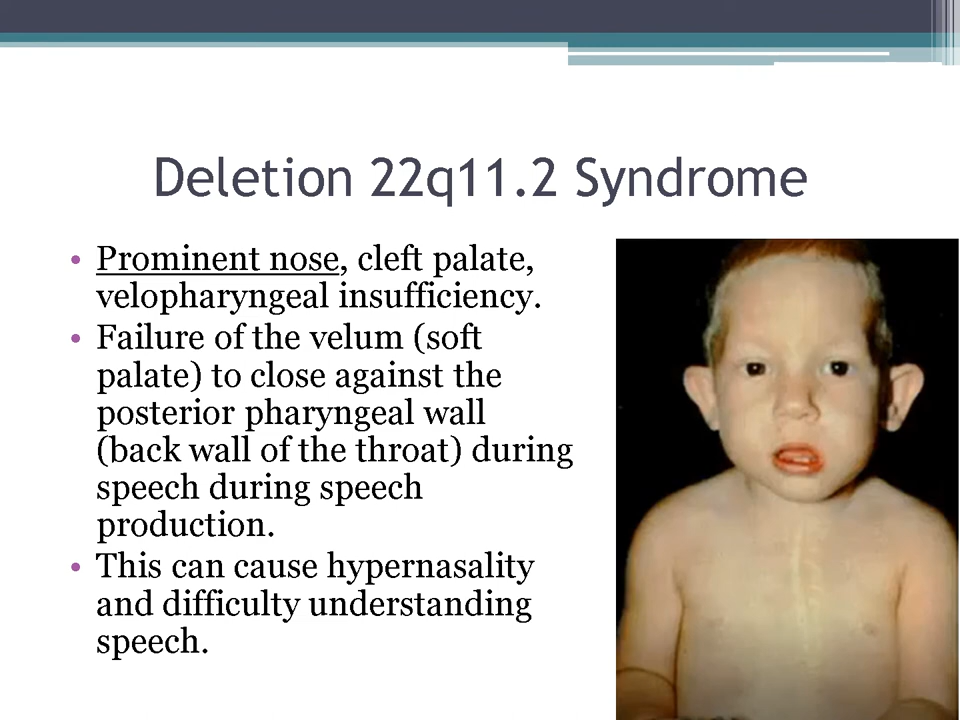 Deletion 22q11.2 Syndrome
• Prominent nose, cleft palate,
velopharyngeal insufficiency.
• Failure of the velum (soft
palate) to close against the
posterior pharyngeal wall
(back wall of the throat) during
speech during speech
production.
• This can cause hypernasality
and difficulty understanding
speech.